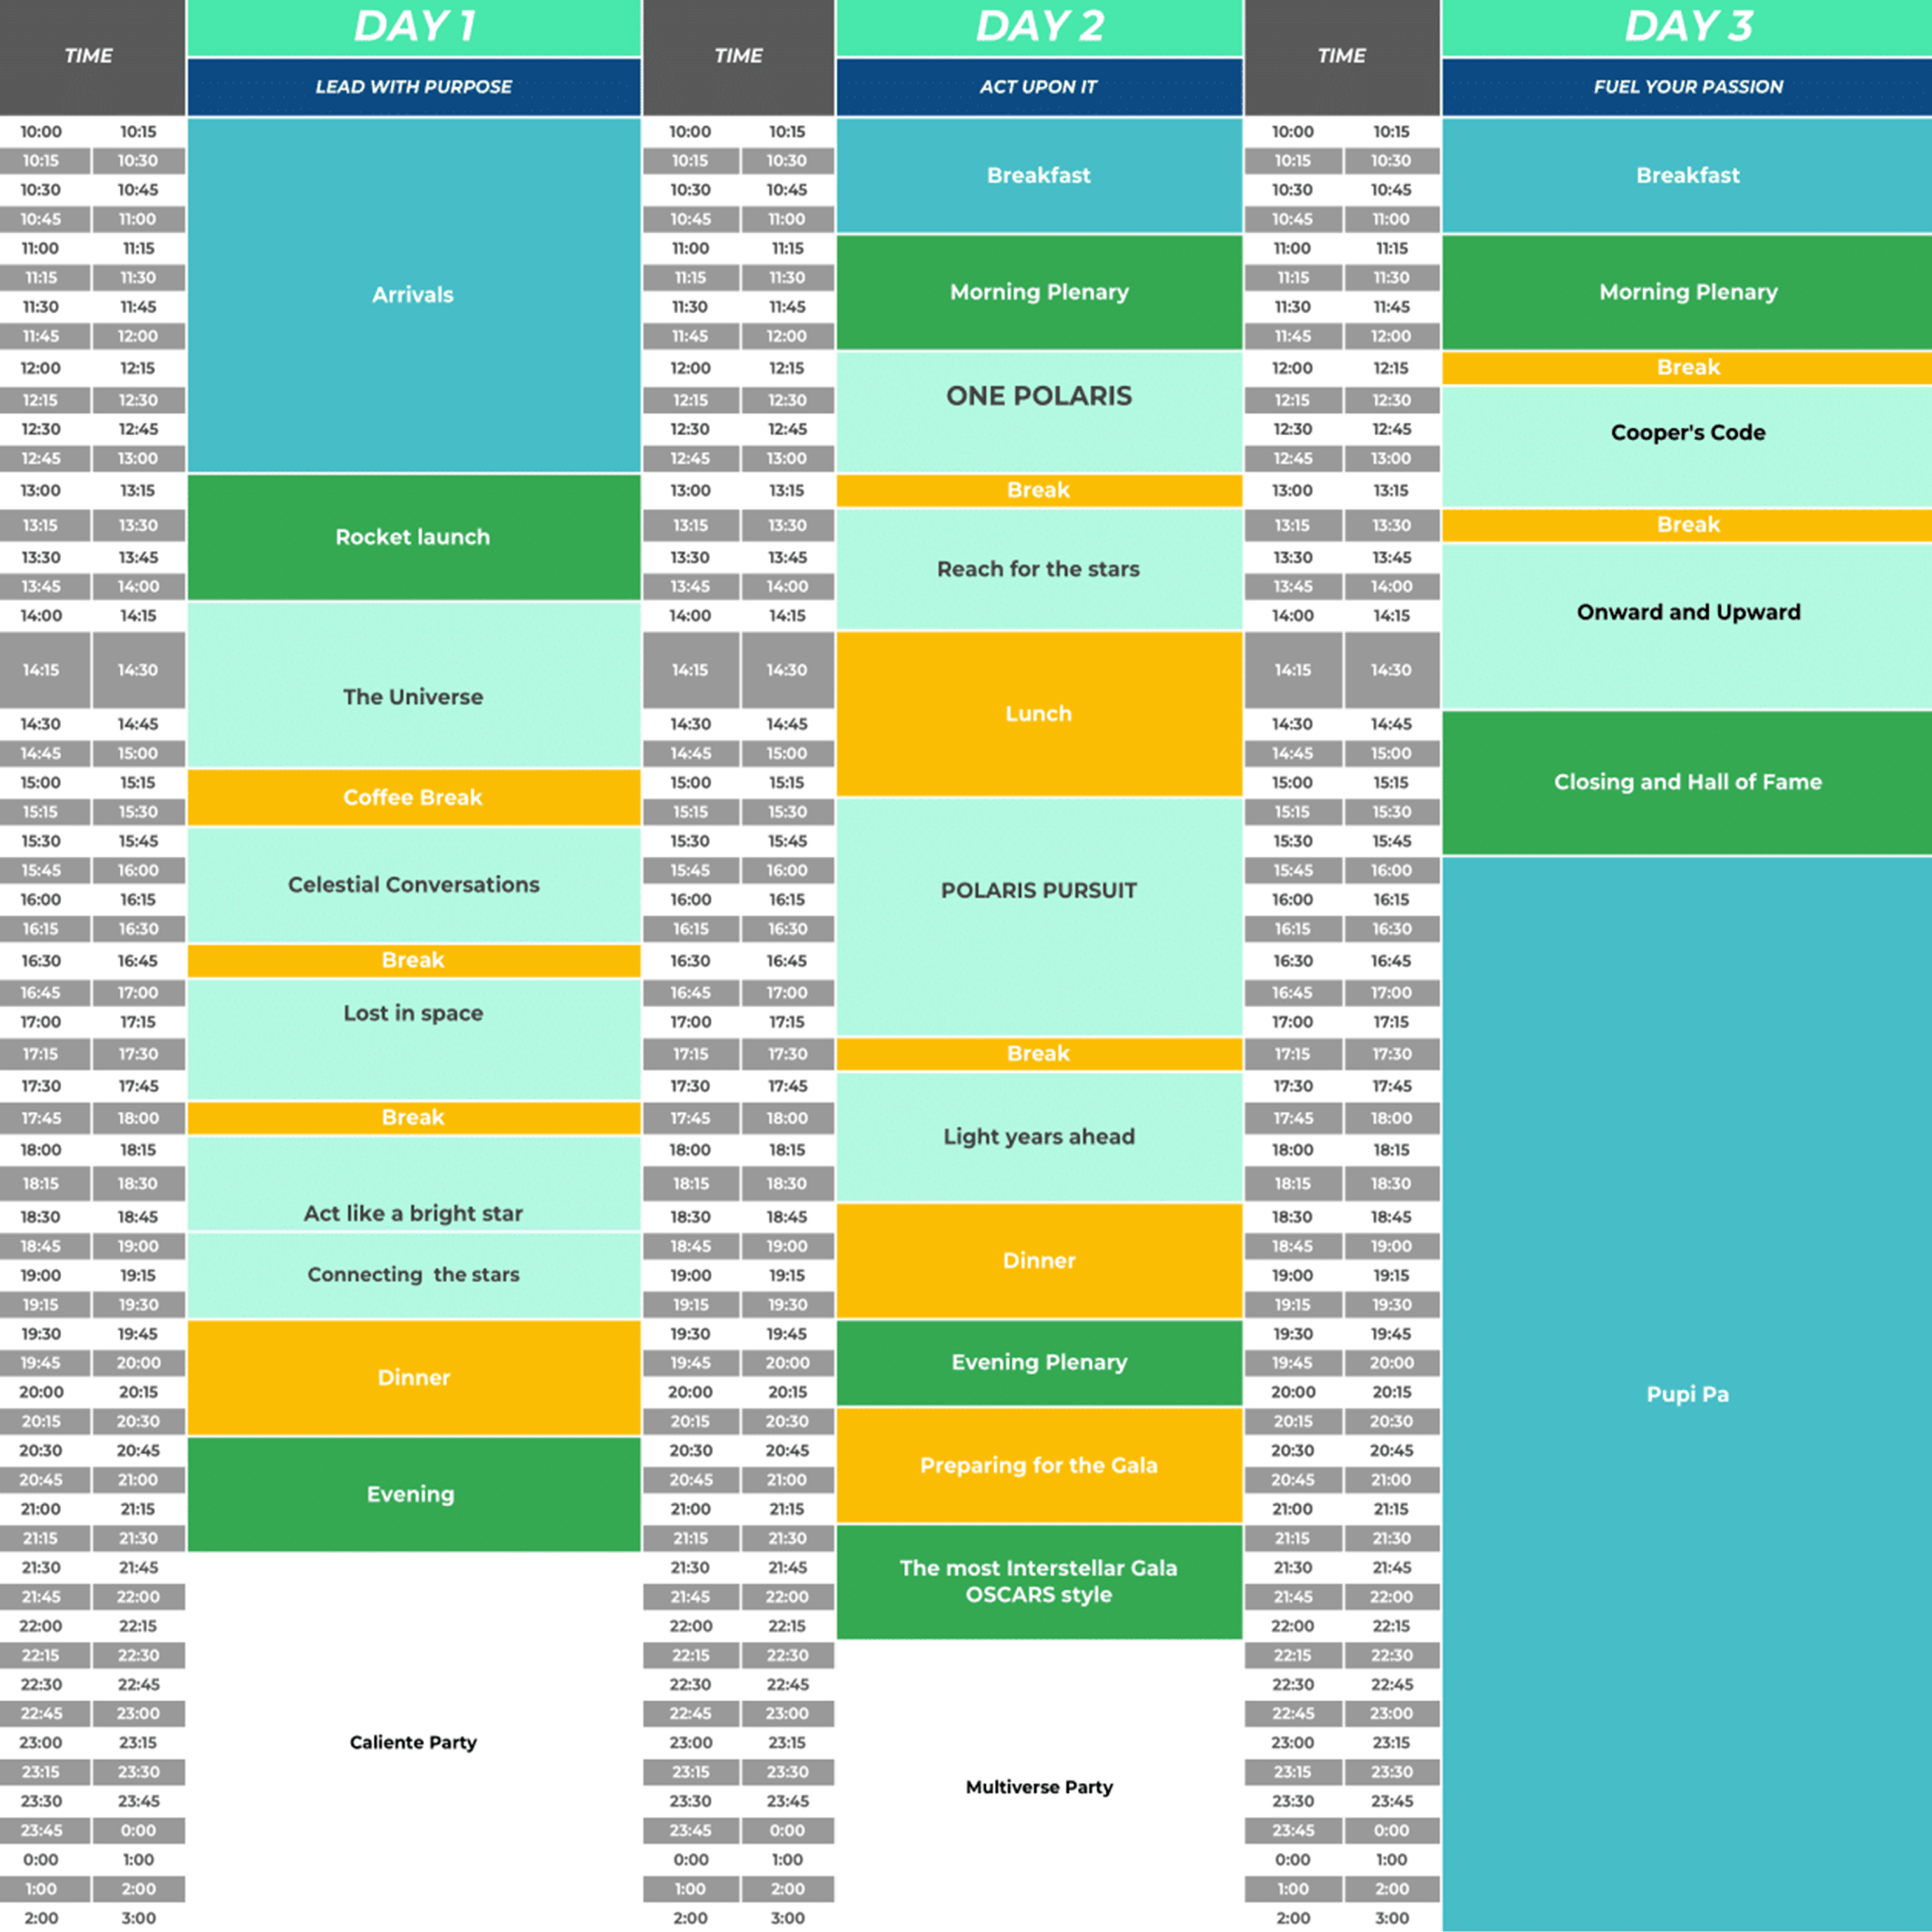 TIME DAY 1 TIME DAY 2 TIME DAY 3
LEAD WITH PURPOSE ACT UPON IT FUEL YOUR PASSION
10:00 10:15 10:00 10:15 10:00 10:15
10:15 10:30 10:15 10:30 10:15 10:30
Breakfast Breakfast
10:30 10:45 10:30 10:45 10:30 10:45
10:45 11:00 10:45 11:00 10:45 11:00
11:00 11:15 11:00 11:15 11:00 11:15
11:15 11:30 11:15 11:30 11:15 11:30
Arrivals Morning Plenary Morning Plenary
11:30 11:45 11:30 11:45 11:30 11:45
11:45 12:00 11:45 12:00 11:45 12:00
12:00 12:15 12:00 12:15 12:00 12:15 Break
12:15 12:30 12:15 12:30 ONE POLARIS 12:15 12:30
12:30 12:45 12:30 12:45 12:30 12:45 Cooper's Code
12:45 13:00 12:45 13:00 12:45 13:00
13:00 13:15 13:00 13:15 Break 13:00 13:15
13:15 13:30 Rocket launch 13:15 13:30 13:15 13:30 Break
13:30 13:45 13:30 13:45 Reach for the stars 13:30 13:45
13:45 14:00 13:45 14:00 13:45 14:00
14:00 14:15 14:00 14:15 14:00 14:15 Onward and Upward
14:15 14:30 14:15 14:30 14:15 14:30
The Universe Lunch
14:30 14:45 14:30 14:45 14:30 14:45
14:45 15:00 14:45 15:00 14:45 15:00
15:00 15:15 15:00 15:15 15:00 15:15 Closing and Hall of Fame
Coffee Break
15:15 15:30 15:15 15:30 15:15 15:30
15:30 15:45 15:30 15:45 15:30 15:45
15:45 16:00 15:45 16:00 15:45 16:00
Celestial Conversations POLARIS PURSUIT
16:00 16:15 16:00 16:15 16:00 16:15
16:15 16:30 16:15 16:30 16:15 16:30
16:30 16:45 Break 16:30 16:45 16:30 16:45
16:45 17:00 16:45 17:00 16:45 17:00
Lost in space
17:00 17:15 17:00 17:15 17:00 17:15
17:15 17:30 17:15 17:30 Break 17:15 17:30
17:30 17:45 17:30 17:45 17:30 17:45
17:45 18:00 Break 17:45 18:00 17:45 18:00
Light years ahead
18:00 18:15 18:00 18:15 18:00 18:15
18:15 18:30 18:15 18:30 18:15 18:30
18:30 18:45 Act like a bright star 18:30 18:45 18:30 18:45
18:45 19:00 18:45 19:00 Dinner 18:45 19:00
19:00 19:15 Connecting the stars 19:00 19:15 19:00 19:15
19:15 19:30 19:15 19:30 19:15 19:30
19:30 19:45 19:30 19:45 19:30 19:45
19:45 20:00 Dinner 19:45 20:00 Evening Plenary 19:45 20:00
20:00 20:15 20:00 20:15 20:00 20:15 Pupi Pa
20:15 20:30 20:15 20:30 20:15 20:30
20:30 20:45 20:30 20:45 20:30 20:45
Preparing for the Gala
20:45 21:00 Evening 20:45 21:00 20:45 21:00
21:00 21:15 21:00 21:15 21:00 21:15
21:15 21:30 21:15 21:30 21:15 21:30
21:30 21:45 21:30 21:45 The most Interstellar Gala 21:30 21:45
21:45 22:00 21:45 22:00 OSCARS style 21:45 22:00
22:00 22:15 22:00 22:15 22:00 22:15
22:15 22:30 22:15 22:30 22:15 22:30
22:30 22:45 22:30 22:45 22:30 22:45
22:45 23:00 22:45 23:00 22:45 23:00
23:00 23:15 Caliente Party 23:00 23:15 23:00 23:15
23:15 23:30 23:15 23:30 23:15 23:30
Multiverse Party
23:30 23:45 23:30 23:45 23:30 23:45
23:45 0:00 23:45 0:00 23:45 0:00
0:00 1:00 0:00 1:00 0:00 1:00
1:00 2:00 1:00 2:00 1:00 2:00
2:00 3:00 2:00 3:00 2:00 3:00